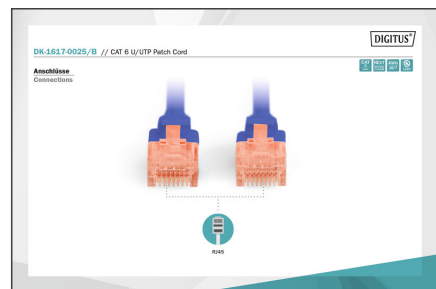 DIGITUS®
DK-1617-0025/B // CAT 6 U/UTP Patch Cord
Anschlüsse
Connections
RJ45